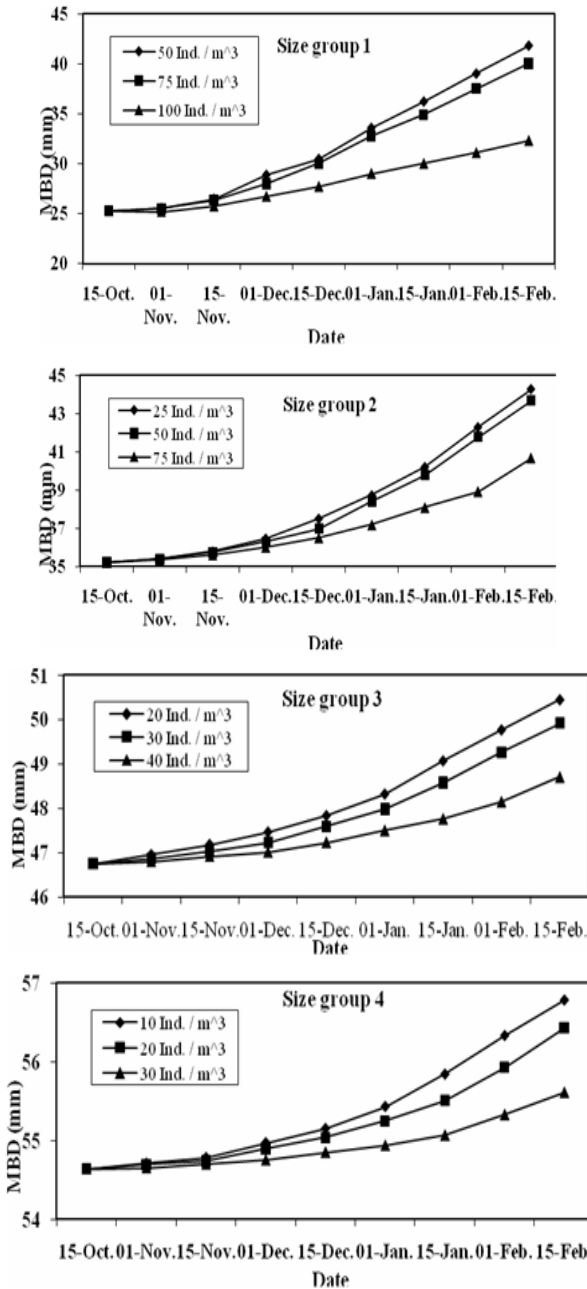 Size group 1
50 Ind. / m^3
75 Ind. / m^3
100 Ind. / m^3
MBD (mm)
45
40
35
30
25
20
15-Oct. 01-Nov. 15-Nov. 01-Dec. 15-Dec. 01-Jan. 15-Jan. 01-Feb. 15-Feb.
Date
Size group 2
25 Ind. / m^3
50 Ind. / m^3
75 Ind. / m^3
MBD (mm)
45
43
41
39
37
35
15-Oct. 01-Nov. 15-Nov. 01-Dec. 15-Dec. 01-Jan. 15-Jan. 01-Feb. 15-Feb.
Date
Size group 3
20 Ind. / m^3
30 Ind. / m^3
40 Ind. / m^3
MBD (mm)
51
50
49
48
47
46
15-Oct. 01-Nov. 15-Nov. 01-Dec. 15-Dec. 01-Jan. 15-Jan. 01-Feb. 15-Feb.
Date
Size group 4
10 Ind. / m^3
20 Ind. / m^3
30 Ind. / m^3
MBD (mm)
57
56
55
54
15-Oct. 01-Nov. 15-Nov. 01-Dec. 15-Dec. 01-Jan. 15-Jan. 01-Feb. 15-Feb
Date